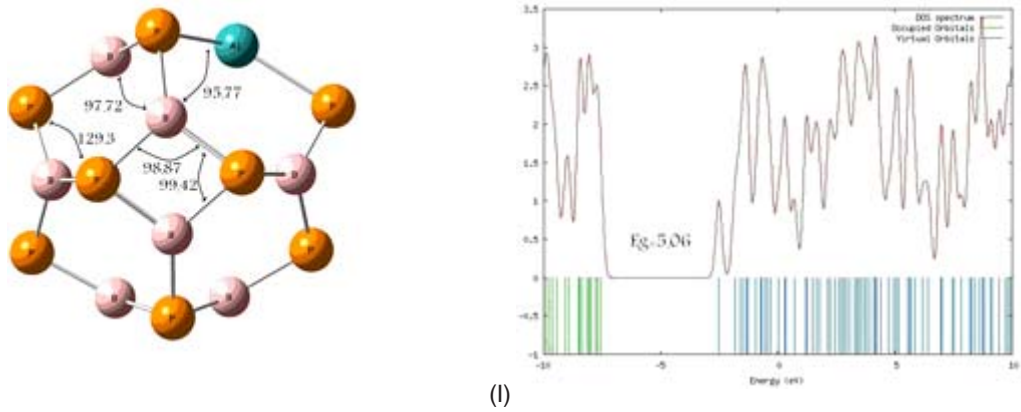 97,72
95,77
129,3
98,87
99,42
B
P
3.5
3
2.5
2
1.5
1
0.5
0
-0.5
-1
-10
-5
0
5
10
DOS spectrum
Occupied Orbitals
Virtual Orbitals
Eg=5,06
Energy (eV)
(I)